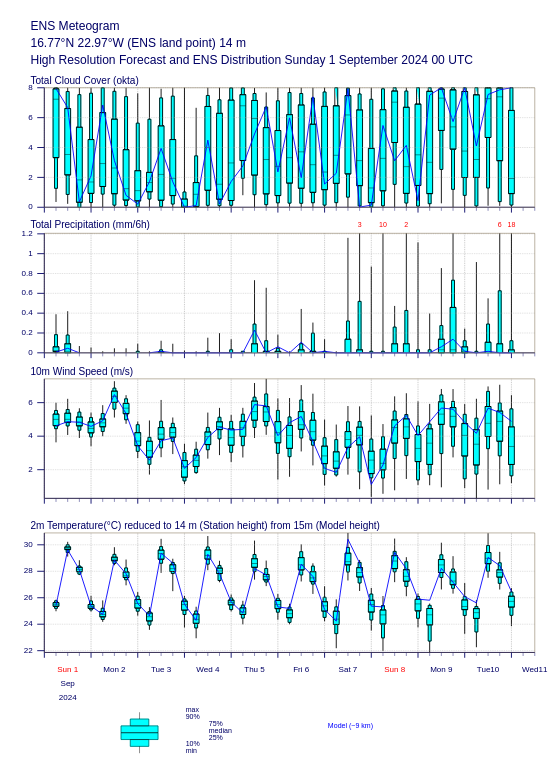 ENS Meteogram
16.77°N 22.97°W (ENS land point) 14 m
High Resolution Forecast and ENS Distribution Sunday 1 September 2024 00 UTC
Total Cloud Cover (okta)
8
6
4
2
0
Total Precipitation (mm/6h)
3 10 2 6 18
1.2
1
0.8
0.6
0.4
0.2
0
10m Wind Speed (m/s)
6
4
2
2m Temperature(°C) reduced to 14 m (Station height) from 15m (Model height)
30
28
26
24
22
Sun 1 Mon 2 Tue 3 Wed 4 Thu 5 Fri 6 Sat 7 Sun 8 Mon 9 Tue10 Wed11
Sep
2024
max
90%
75%
median
25%
10%
min
Model (~9 km)